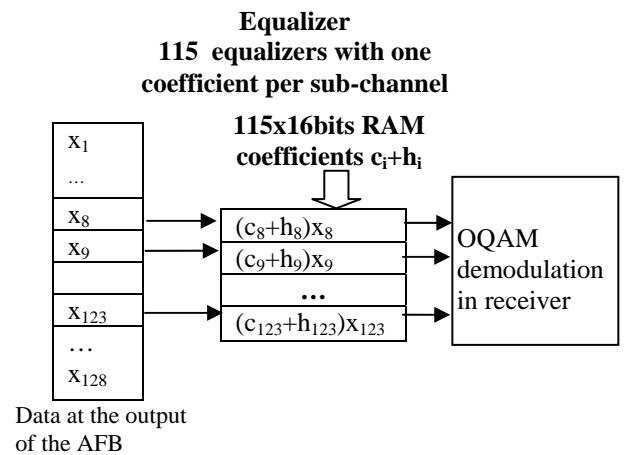 Equalizer
115 equalizers with one
coefficient per sub-channel
115x16bits RAM
coefficients cᵢ+hᵢ
x₁
...
x₈
x₉
x₁₂₃
...
x₁₂₈
(c₈+h₈)x₈
(c₉+h₉)x₉
...
(c₁₂₃+h₁₂₃)x₁₂₃
OQAM
demodulation
in receiver
Data at the output
of the AFB